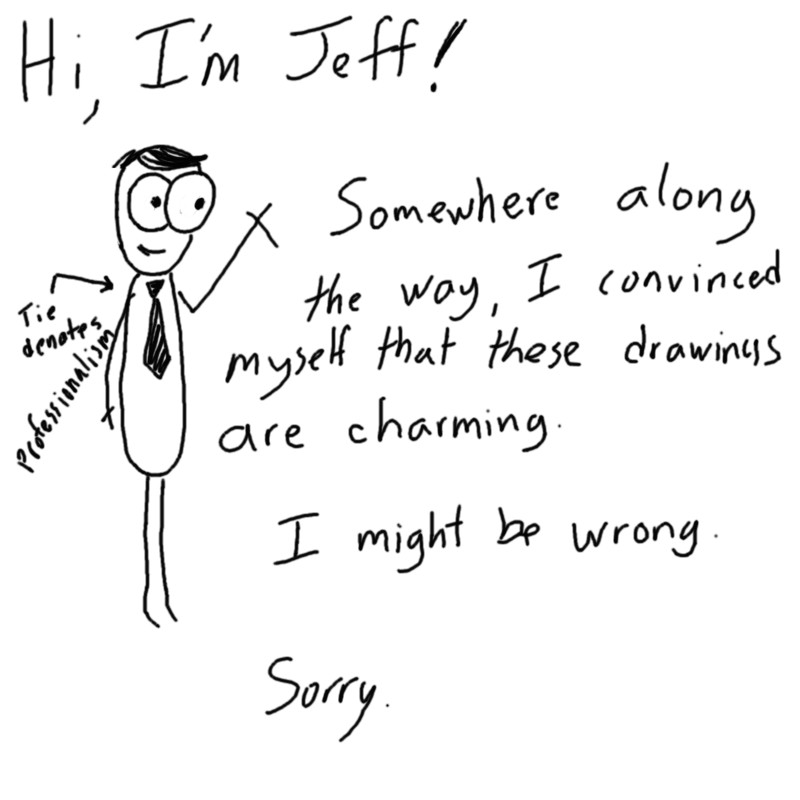 Hi, I'm Jeff!
Somewhere along
the way, I convinced
myself that these drawings
are charming.
I might be wrong.
Sorry.
Tie
denotes
Professionalism